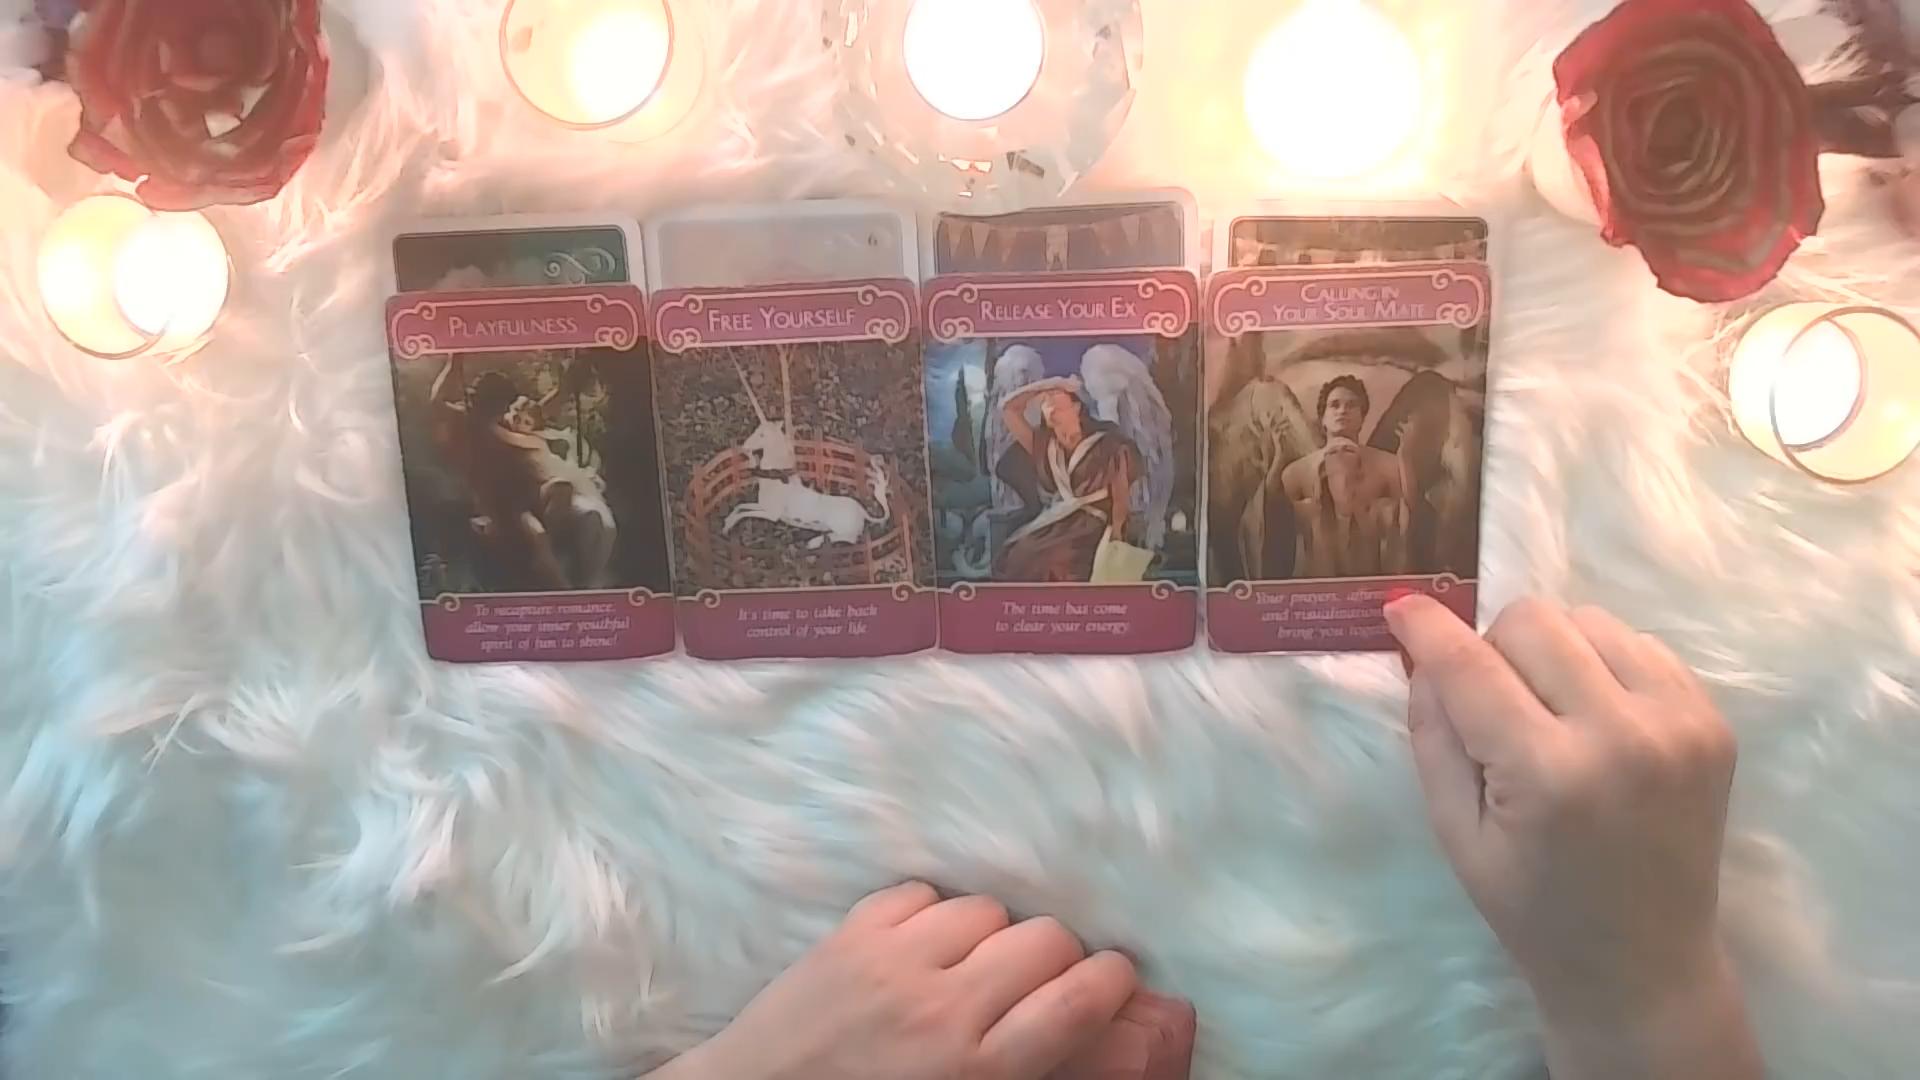 6
PLAYFULNESS
To recapture romance,
allow your inner youthful
spirit of fun to show!
FREE YOURSELF
It's time to take back
control of your life
RELEASE YOUR EX
The time has come
to clear your energy
CALLING IN
YOUR SOUL MATE
Your prayers,
and
bring you